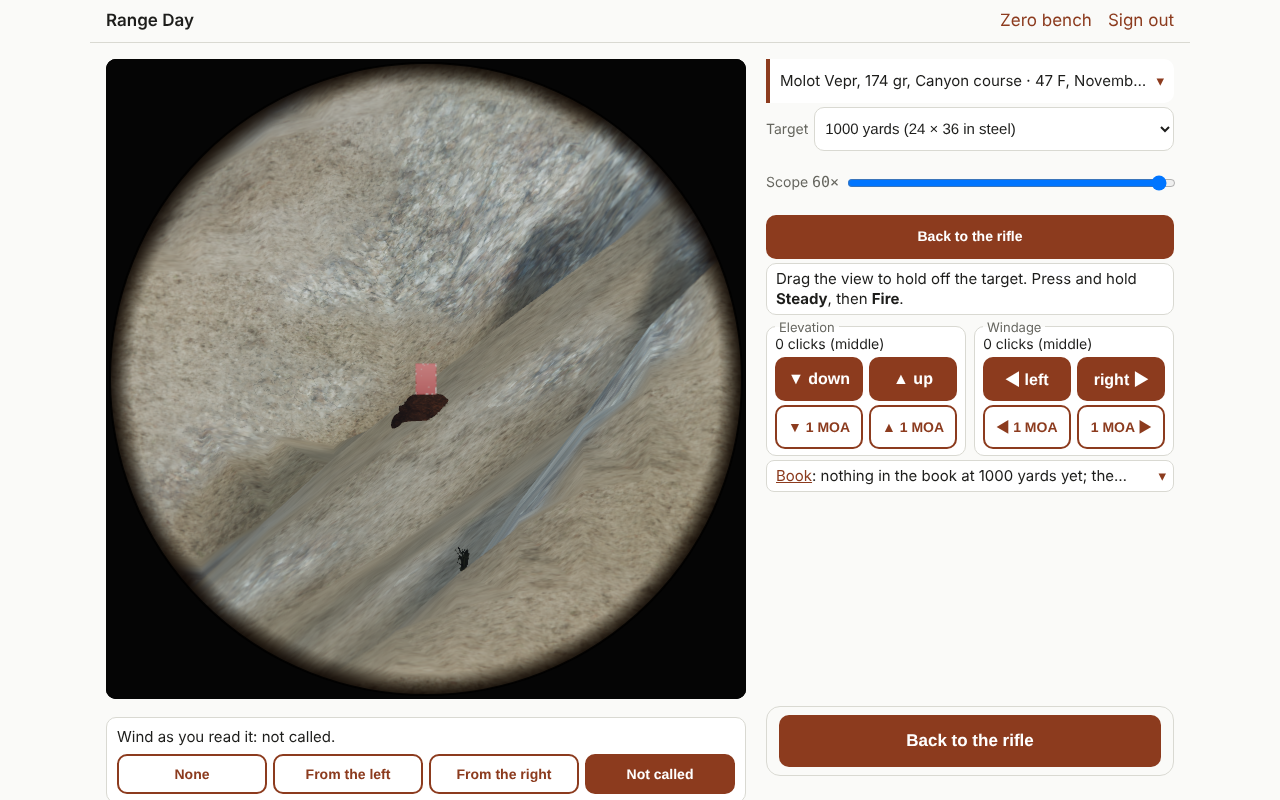 Range Day
Zero bench Sign out
Molot Vepr, 174 gr, Canyon course · 47 F, Novemb... ▼
Target 1000 yards (24 × 36 in steel)
Scope 60×
Back to the rifle
Drag the view to hold off the target. Press and hold
Steady, then Fire.
Elevation
0 clicks (middle)
▼ down ▲ up
▼ 1 MOA ▲ 1 MOA
Windage
0 clicks (middle)
◀ left right ▶
◀ 1 MOA 1 MOA ▶
Book: nothing in the book at 1000 yards yet; the... ▼
Back to the rifle
Wind as you read it: not called.
None From the left From the right Not called